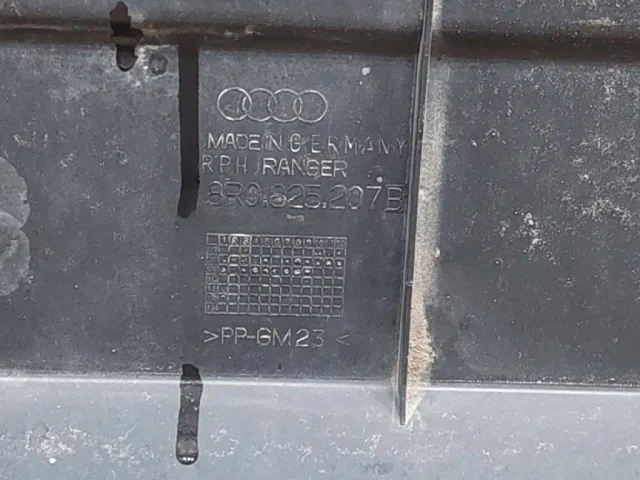 MADE IN GERMANY
RPH/RANGER
8R0.825.207B
>PP-GM23<